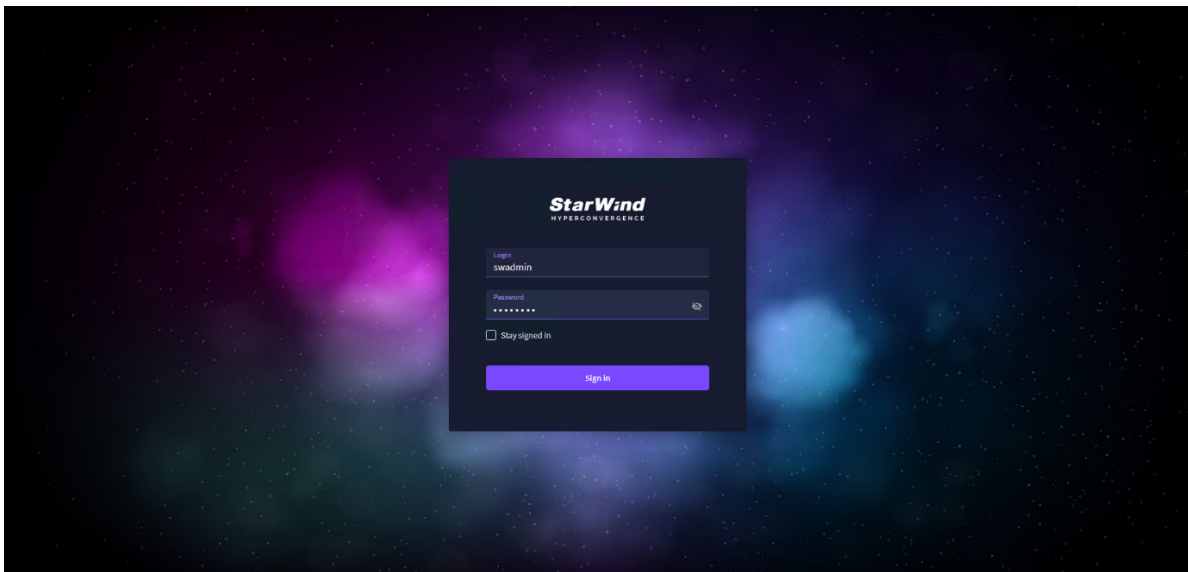 StarWind
HYPERCONVERGENCE
Login
swadmin
Password
••••••••
Stay signed in
Sign in